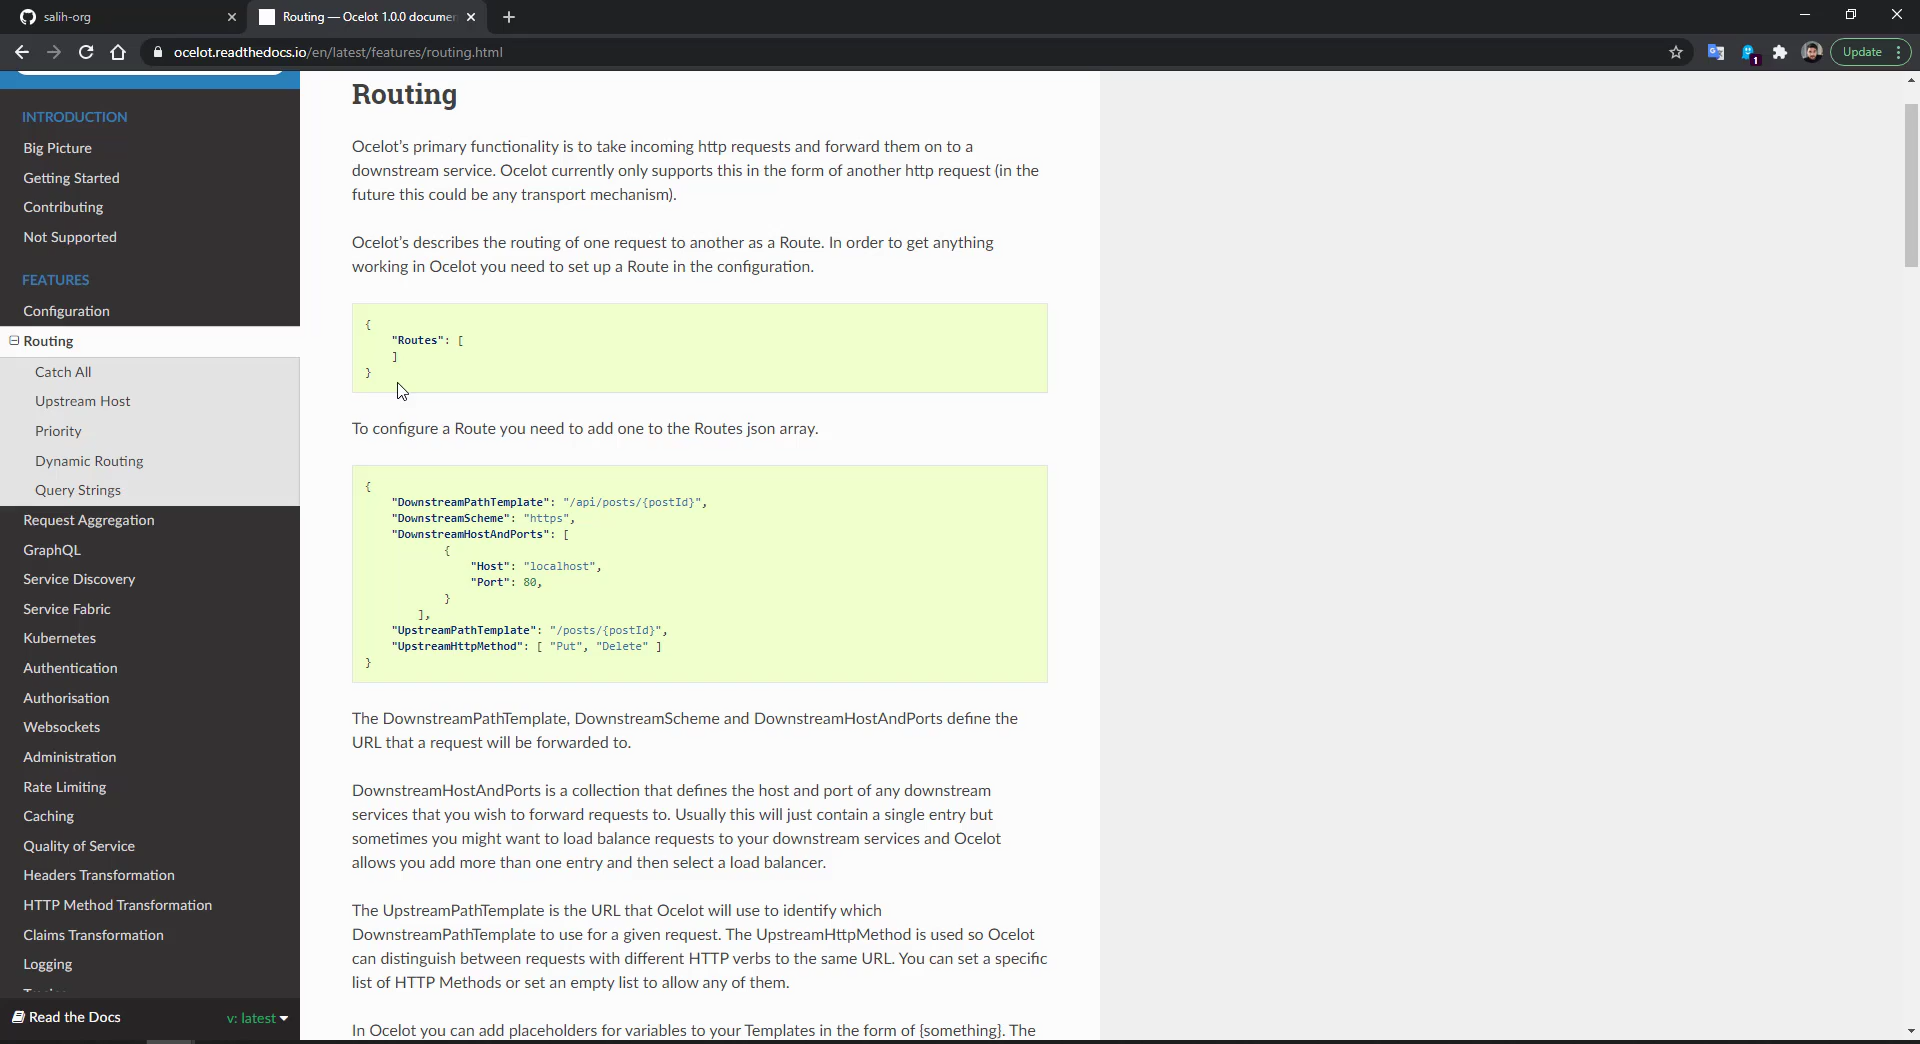 salih-org
Routing — Ocelot 1.0.0 documen
ocelot.readthedocs.io/en/latest/features/routing.html
1
Update
INTRODUCTION
Big Picture
Getting Started
Contributing
Not Supported
FEATURES
Configuration
Routing
Catch All
Upstream Host
Priority
Dynamic Routing
Query Strings
Request Aggregation
GraphQL
Service Discovery
Service Fabric
Kubernetes
Authentication
Authorisation
Websockets
Administration
Rate Limiting
Caching
Quality of Service
Headers Transformation
HTTP Method Transformation
Claims Transformation
Logging
Read the Docs
v: latest
Routing
Ocelot's primary functionality is to take incoming http requests and forward them on to a
downstream service. Ocelot currently only supports this in the form of another http request (in the
future this could be any transport mechanism).
Ocelot's describes the routing of one request to another as a Route. In order to get anything
working in Ocelot you need to set up a Route in the configuration.
{
"Routes": [
]
}
To configure a Route you need to add one to the Routes json array.
{
"DownstreamPathTemplate": "/api/posts/{postId}",
"DownstreamScheme": "https",
"DownstreamHostAndPorts": [
{
"Host": "localhost",
"Port": 80,
}
],
"UpstreamPathTemplate": "/posts/{postId}",
"UpstreamHttpMethod": [ "Put", "Delete" ]
}
The DownstreamPathTemplate, DownstreamScheme and DownstreamHostAndPorts define the
URL that a request will be forwarded to.
DownstreamHostAndPorts is a collection that defines the host and port of any downstream
services that you wish to forward requests to. Usually this will just contain a single entry but
sometimes you might want to load balance requests to your downstream services and Ocelot
allows you add more than one entry and then select a load balancer.
The UpstreamPathTemplate is the URL that Ocelot will use to identify which
DownstreamPathTemplate to use for a given request. The UpstreamHttpMethod is used so Ocelot
can distinguish between requests with different HTTP verbs to the same URL. You can set a specific
list of HTTP Methods or set an empty list to allow any of them.
In Ocelot you can add placeholders for variables to your Templates in the form of {something}. The